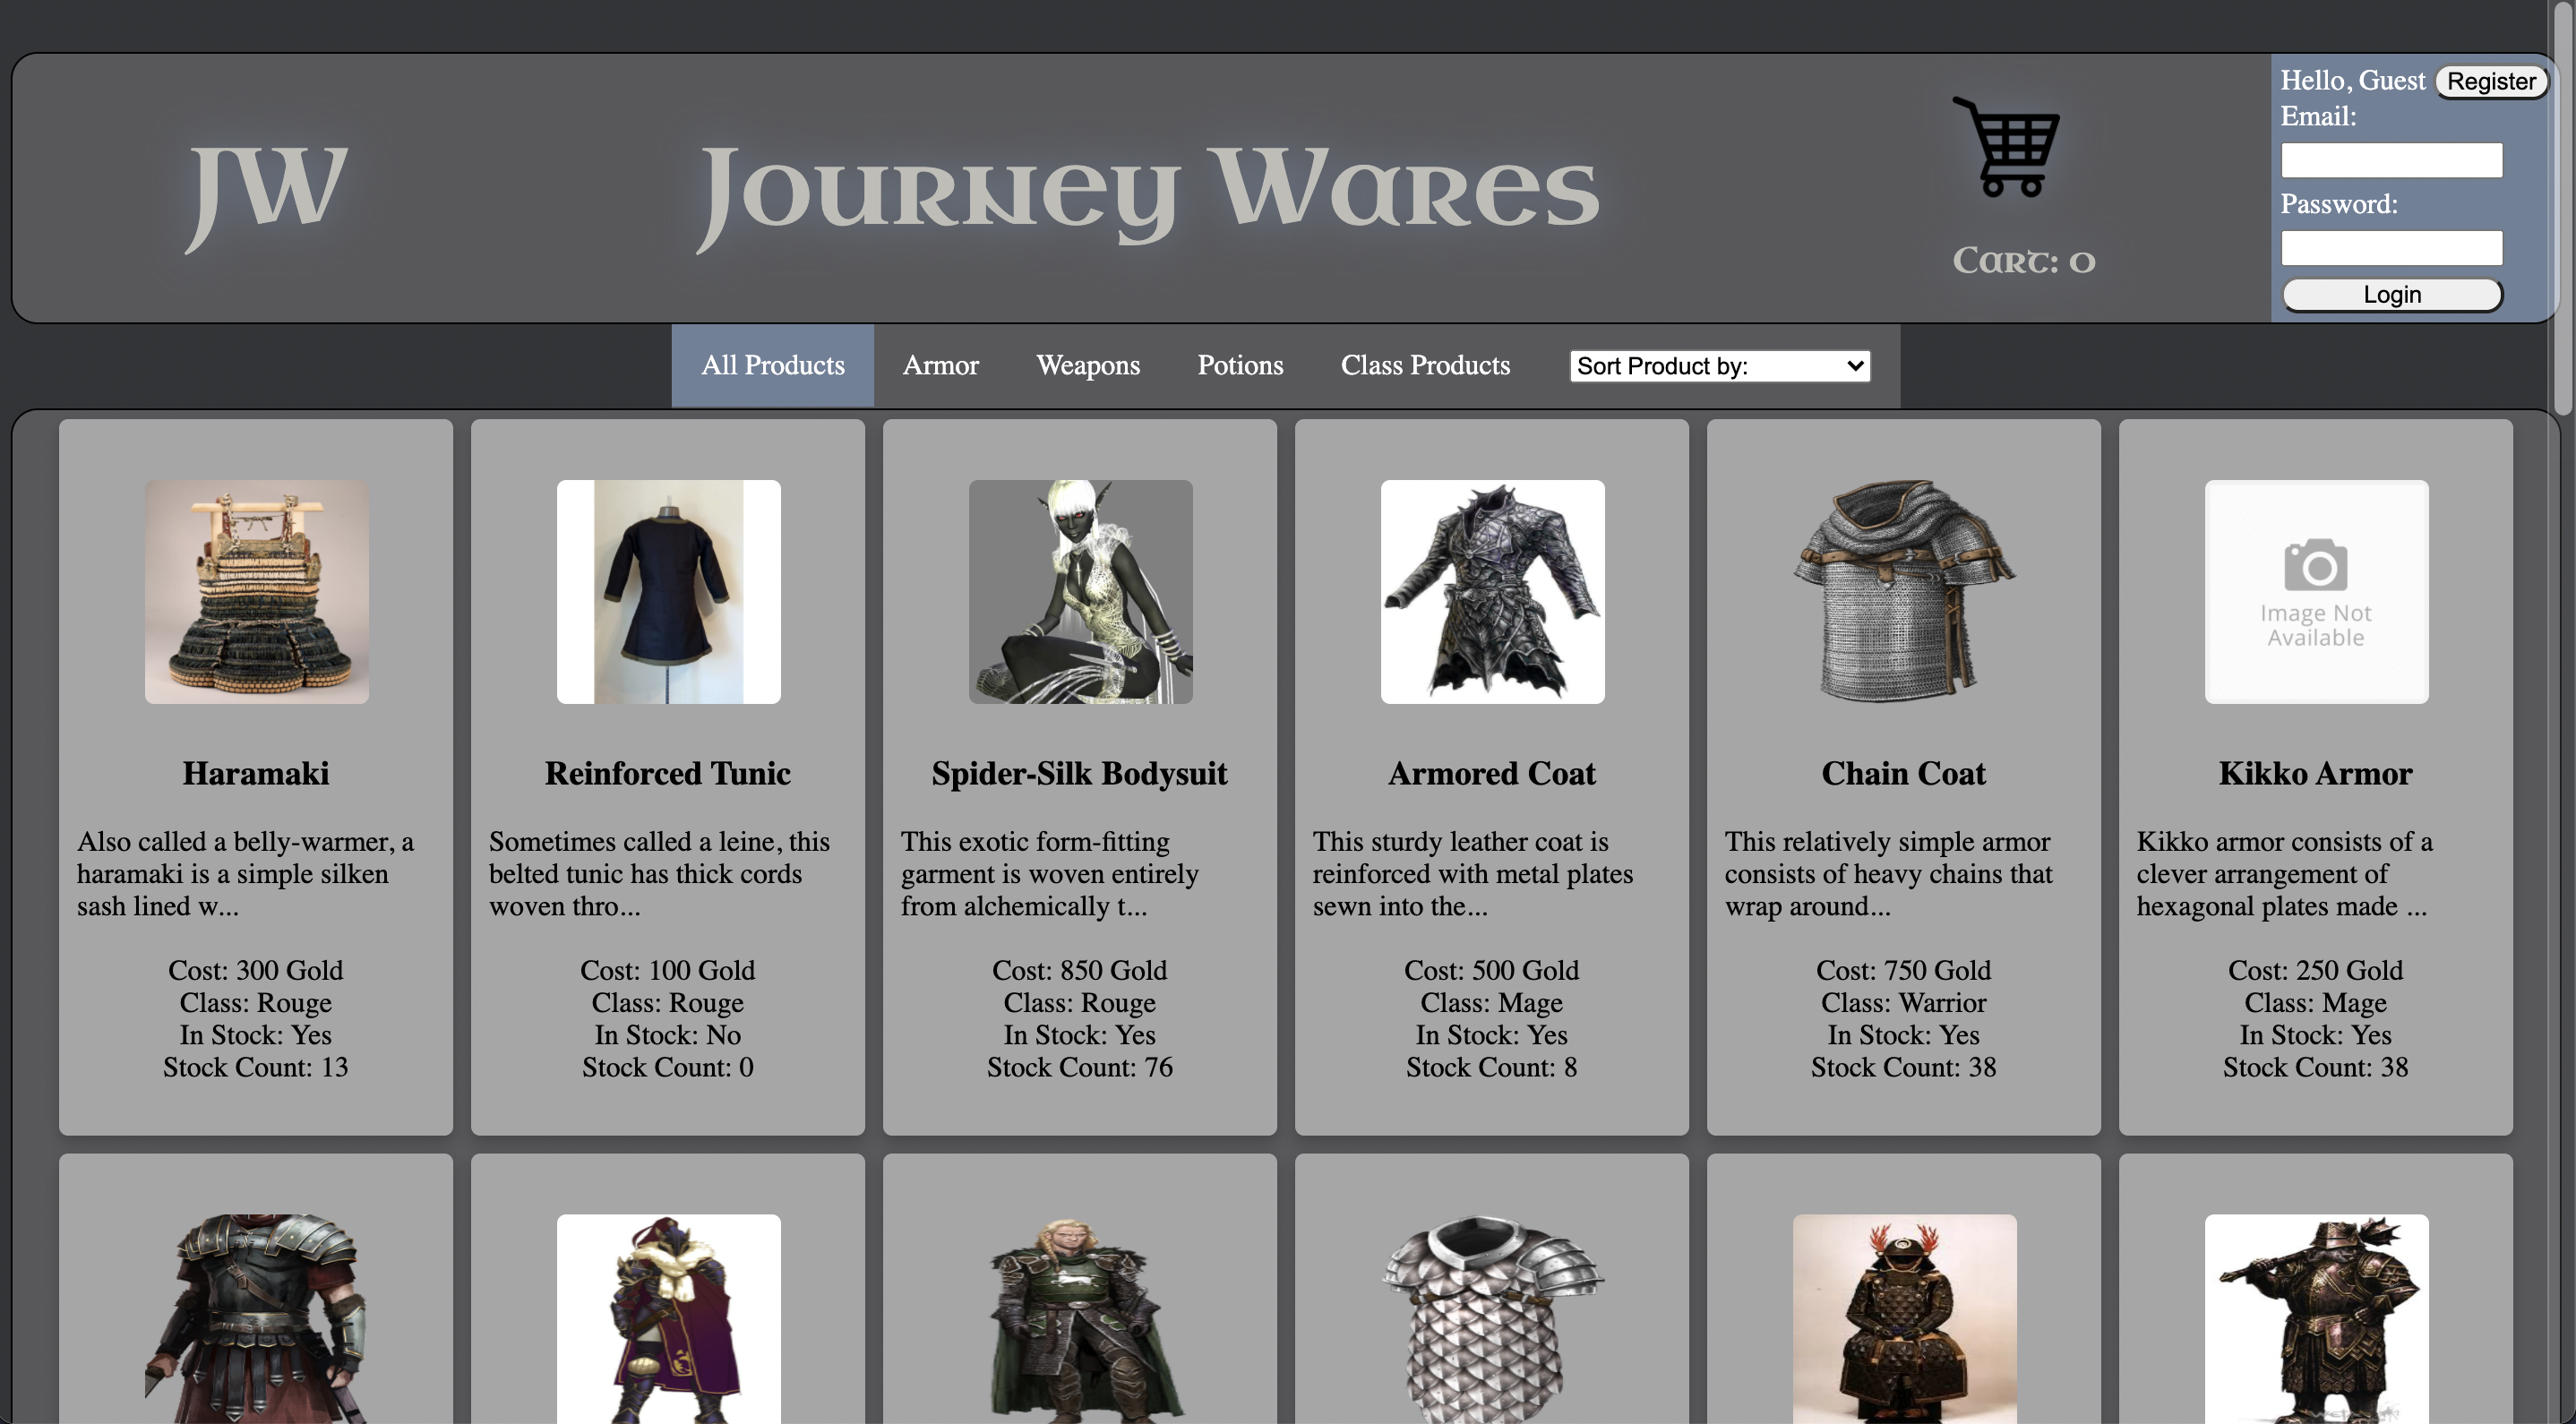 JW
Journey Wares
Cart: 0
Hello, Guest Register
Email:
Password:
Login
All Products Armor Weapons Potions Class Products Sort Product by:
Haramaki
Also called a belly-warmer, a
haramaki is a simple silken
sash lined w...
Cost: 300 Gold
Class: Rouge
In Stock: Yes
Stock Count: 13
Reinforced Tunic
Sometimes called a leine, this
belted tunic has thick cords
woven thro...
Cost: 100 Gold
Class: Rouge
In Stock: No
Stock Count: 0
Spider-Silk Bodysuit
This exotic form-fitting
garment is woven entirely
from alchemically t...
Cost: 850 Gold
Class: Rouge
In Stock: Yes
Stock Count: 76
Armored Coat
This sturdy leather coat is
reinforced with metal plates
sewn into the...
Cost: 500 Gold
Class: Mage
In Stock: Yes
Stock Count: 8
Chain Coat
This relatively simple armor
consists of heavy chains that
wrap around...
Cost: 750 Gold
Class: Warrior
In Stock: Yes
Stock Count: 38
Image Not
Available
Kikko Armor
Kikko armor consists of a
clever arrangement of
hexagonal plates made ...
Cost: 250 Gold
Class: Mage
In Stock: Yes
Stock Count: 38